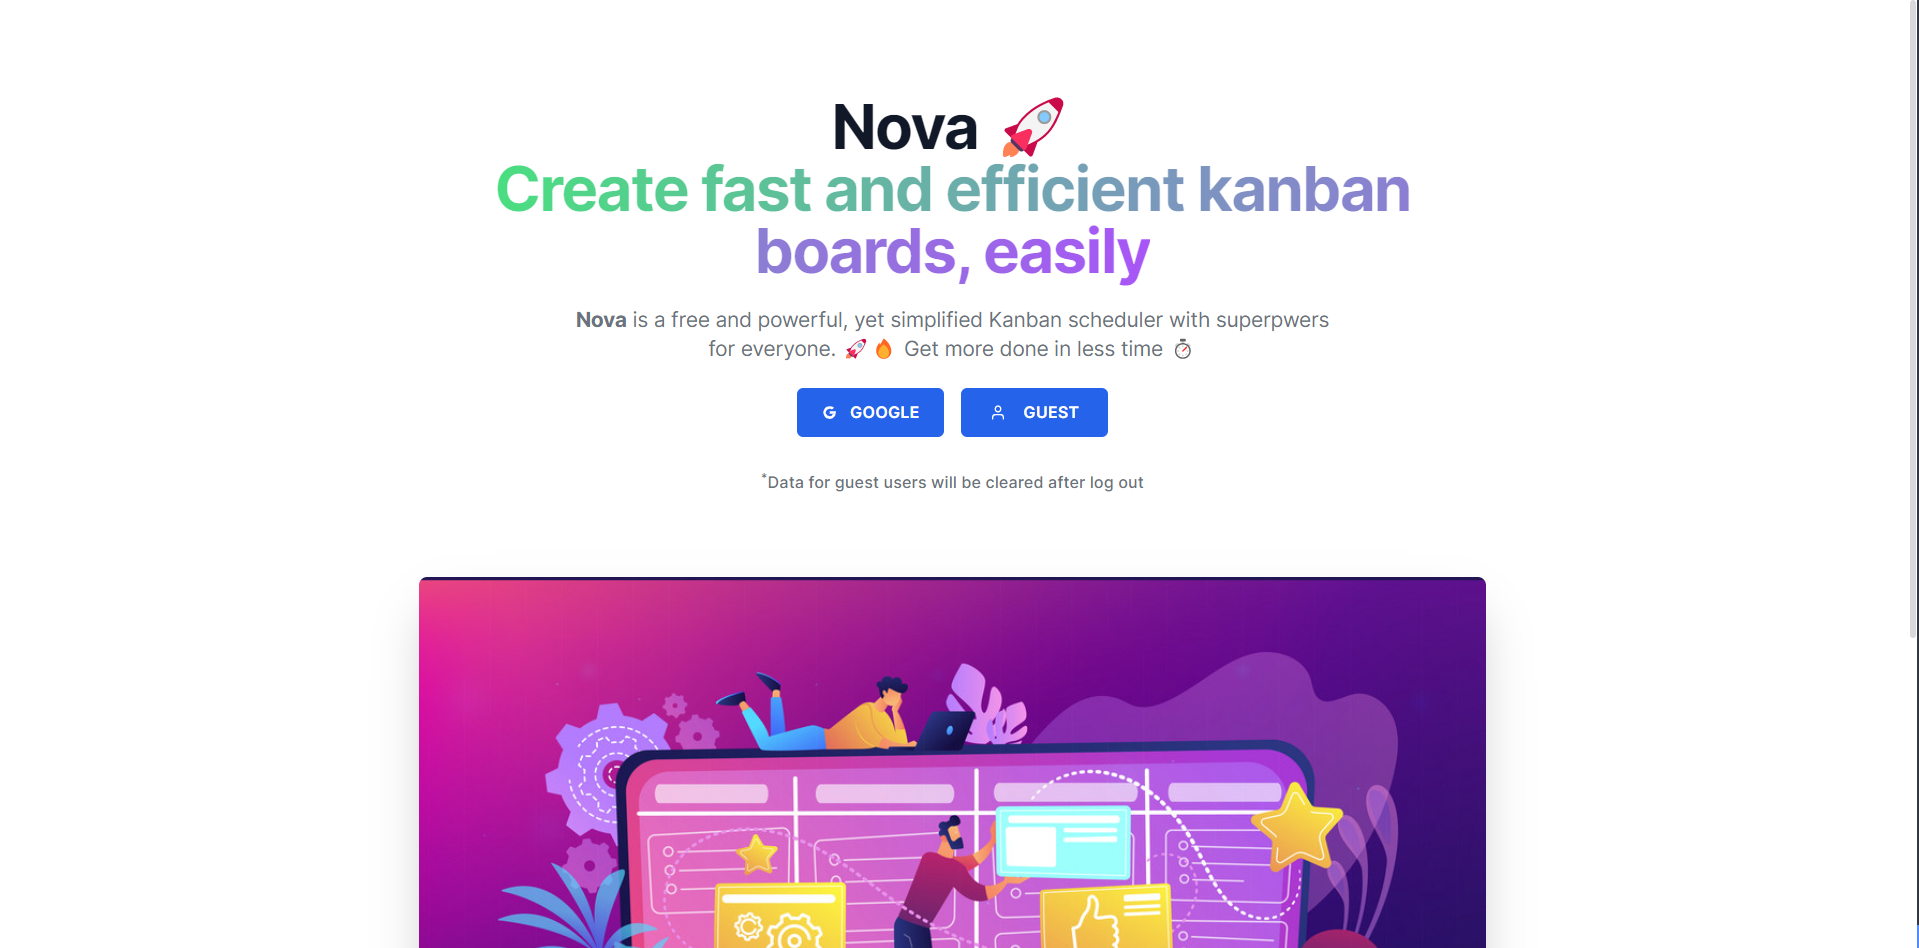 Nova 🚀
Create fast and efficient kanban
boards, easily
Nova is a free and powerful, yet simplified Kanban scheduler with superpwers
for everyone. 🚀🔥 Get more done in less time ⏱
GOOGLE
GUEST
*Data for guest users will be cleared after log out